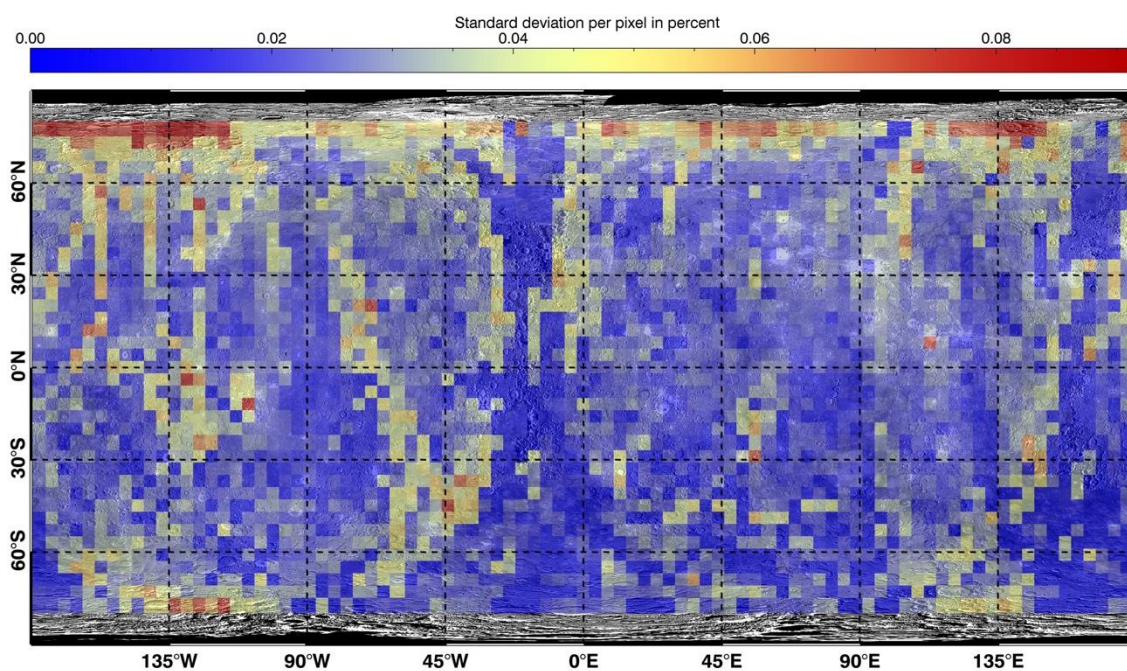 Standard deviation per pixel in percent
0.00 0.02 0.04 0.06 0.08
60°N
30°N
0°N
30°S
60°S
135°W 90°W 45°W 0°E 45°E 90°E 135°E